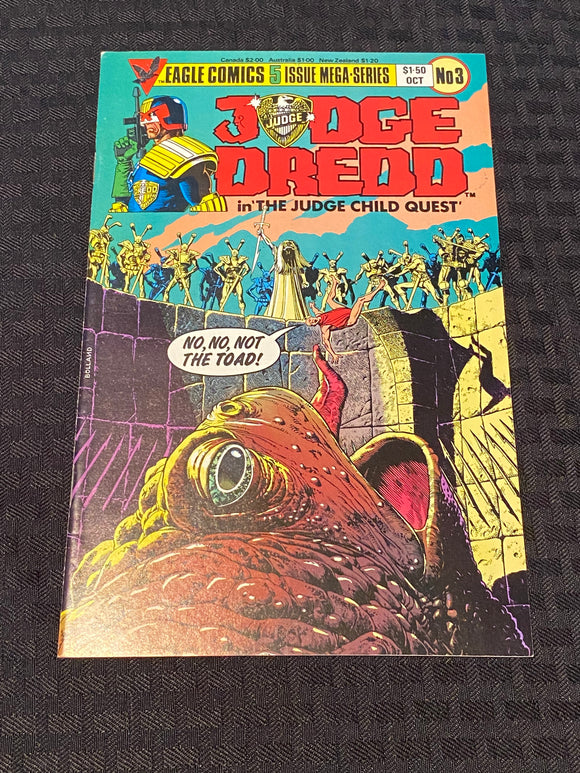 Canada $2·00 Australia $1·00 New Zealand $1·20
EAGLE COMICS 5 ISSUE MEGA-SERIES
$1·50
OCT
No3
JUDGE
JUDGE
DREDD™
in 'THE JUDGE CHILD QUEST'
DREDD
NO, NO, NOT
THE TOAD!
BOLLAND